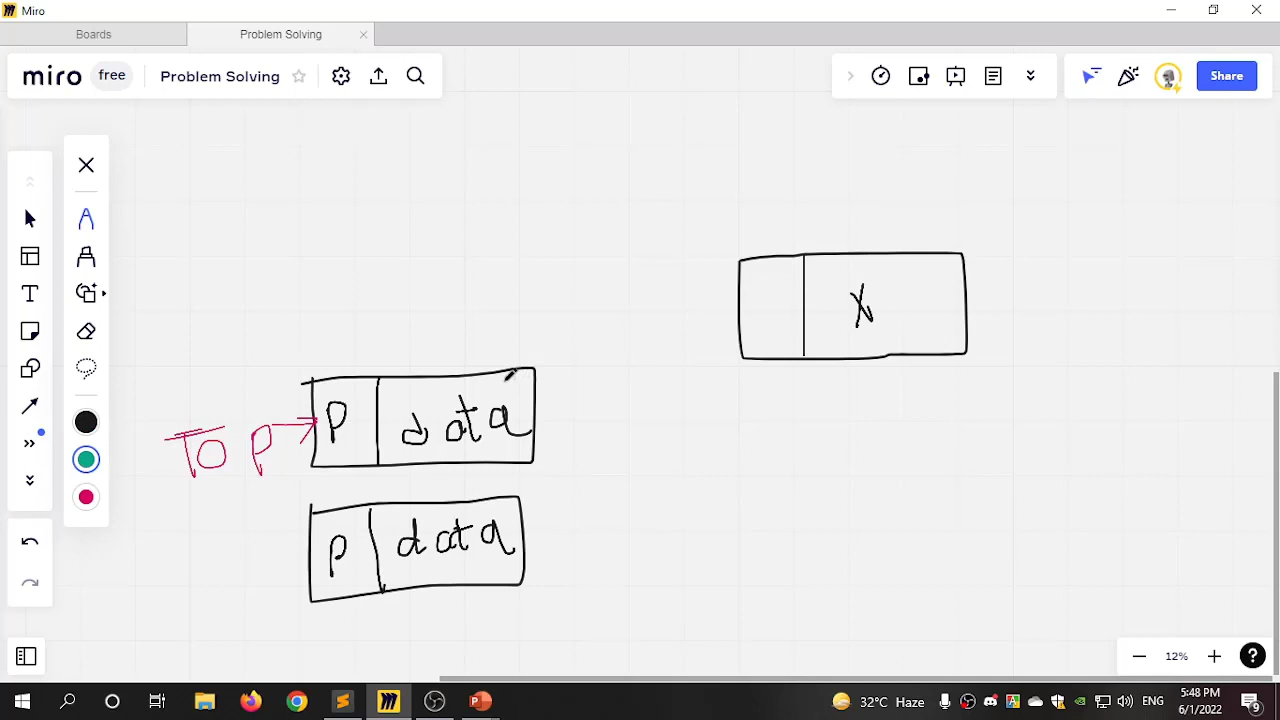 Miro
Boards
Problem Solving
miro free Problem Solving
Share
X
P data
TOP
P data
12%
32°C Haze
ENG
5:48 PM
6/1/2022
9